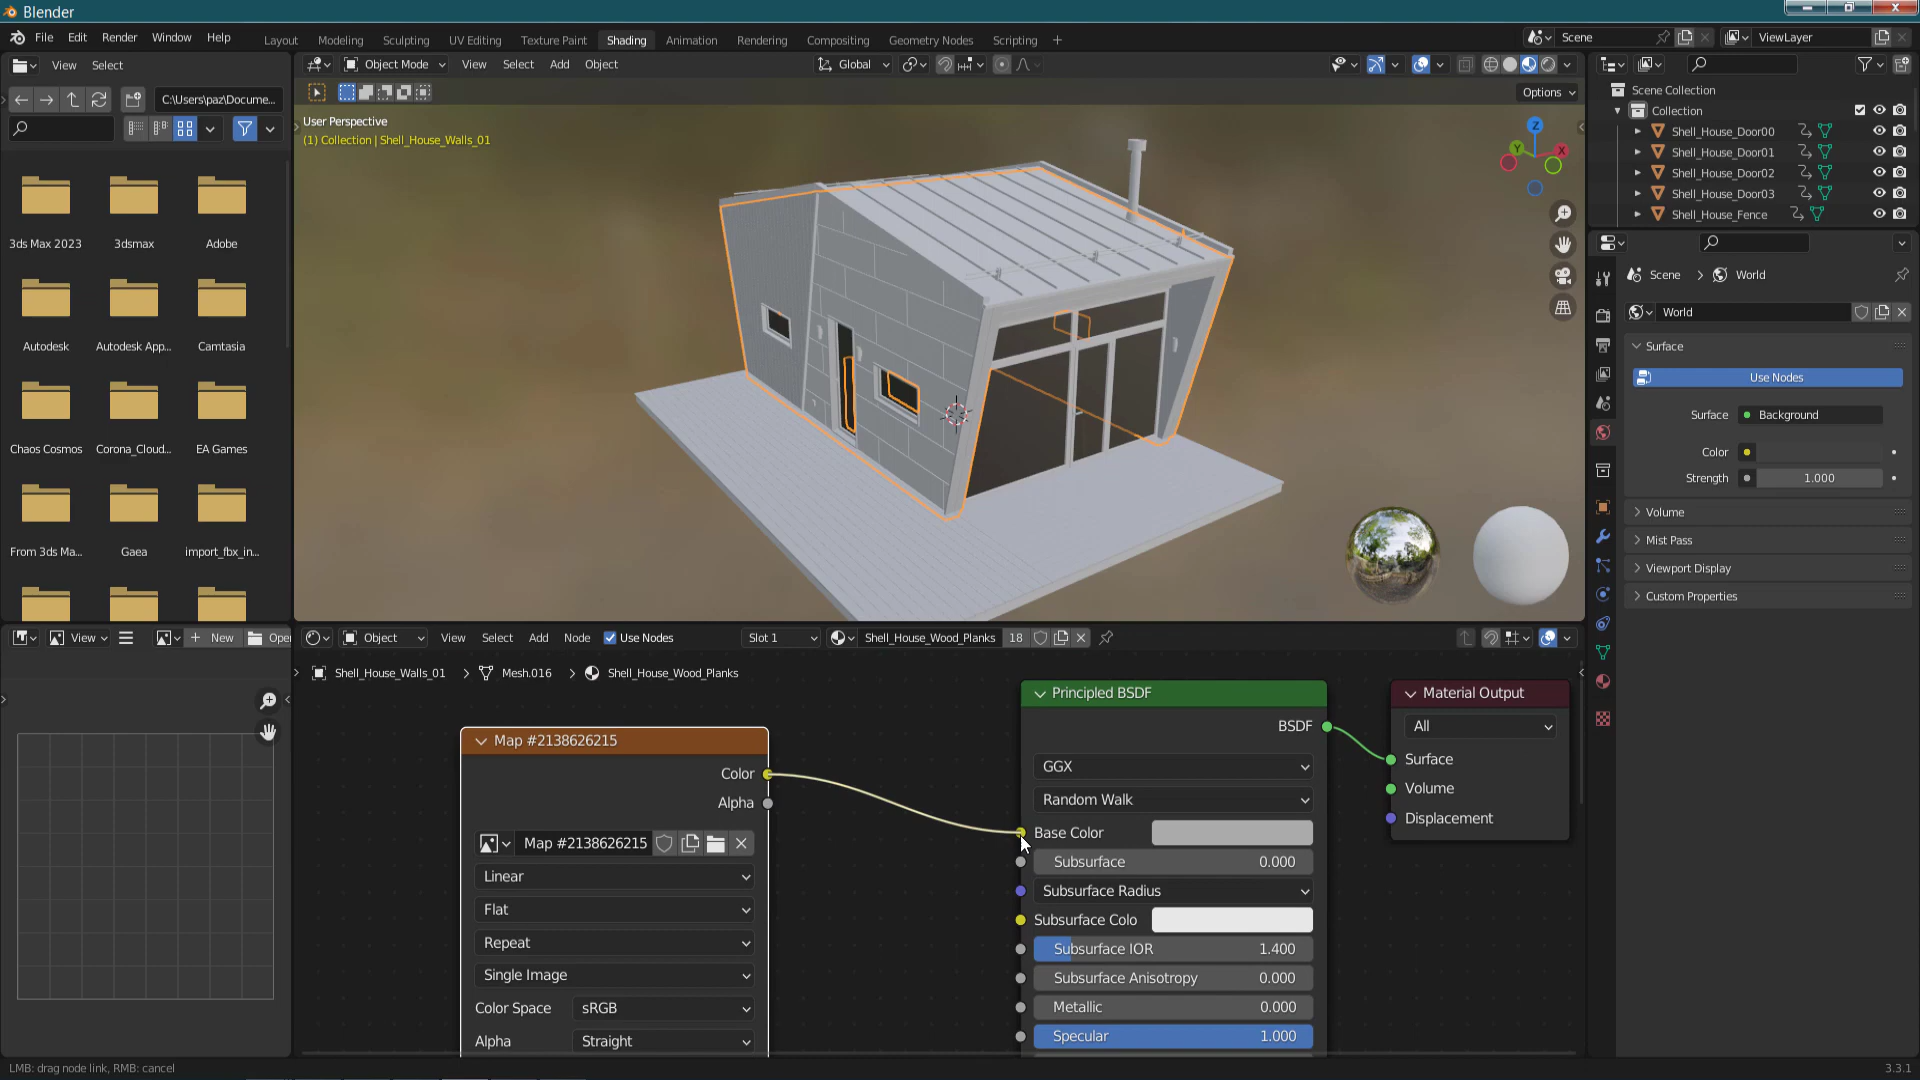 Blender
File Edit Render Window Help
Layout Modeling Sculpting UV Editing Texture Paint Shading Animation Rendering Compositing Geometry Nodes Scripting +
Scene
ViewLayer
View Select
Object Mode View Select Add Object
Global
C:\Users\paz\Docume...
Options
User Perspective
(1) Collection | Shell_House_Walls_01
Z
Y
X
3ds Max 2023 3dsmax Adobe
Autodesk Autodesk App... Camtasia
Chaos Cosmos Corona_Cloud... EA Games
From 3ds Ma... Gaea import_fbx_in...
Scene Collection
Collection
Shell_House_Door00
Shell_House_Door01
Shell_House_Door02
Shell_House_Door03
Shell_House_Fence
Scene > World
World
Surface
Use Nodes
Surface Background
Color
Strength 1.000
Volume
Mist Pass
Viewport Display
Custom Properties
View New Oper
Object View Select Add Node Use Nodes Slot 1 Shell_House_Wood_Planks 18
Shell_House_Walls_01 > Mesh.016 > Shell_House_Wood_Planks
Map #2138626215
Color
Alpha
Map #2138626215
Linear
Flat
Repeat
Single Image
Color Space sRGB
Alpha Straight
Principled BSDF
BSDF
GGX
Random Walk
Base Color
Subsurface 0.000
Subsurface Radius
Subsurface Colo
Subsurface IOR 1.400
Subsurface Anisotropy 0.000
Metallic 0.000
Specular 1.000
Material Output
All
Surface
Volume
Displacement
LMB: drag node link, RMB: cancel
3.3.1